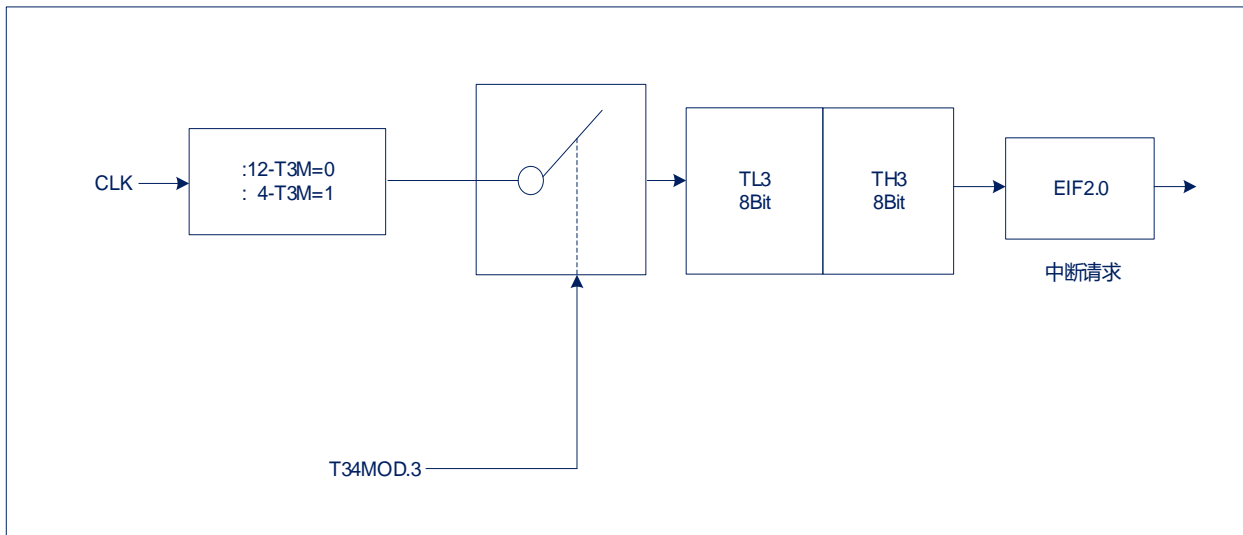 CLK
:12-T3M=0
: 4-T3M=1
TL3
8Bit
TH3
8Bit
EIF2.0
中断请求
T34MOD.3